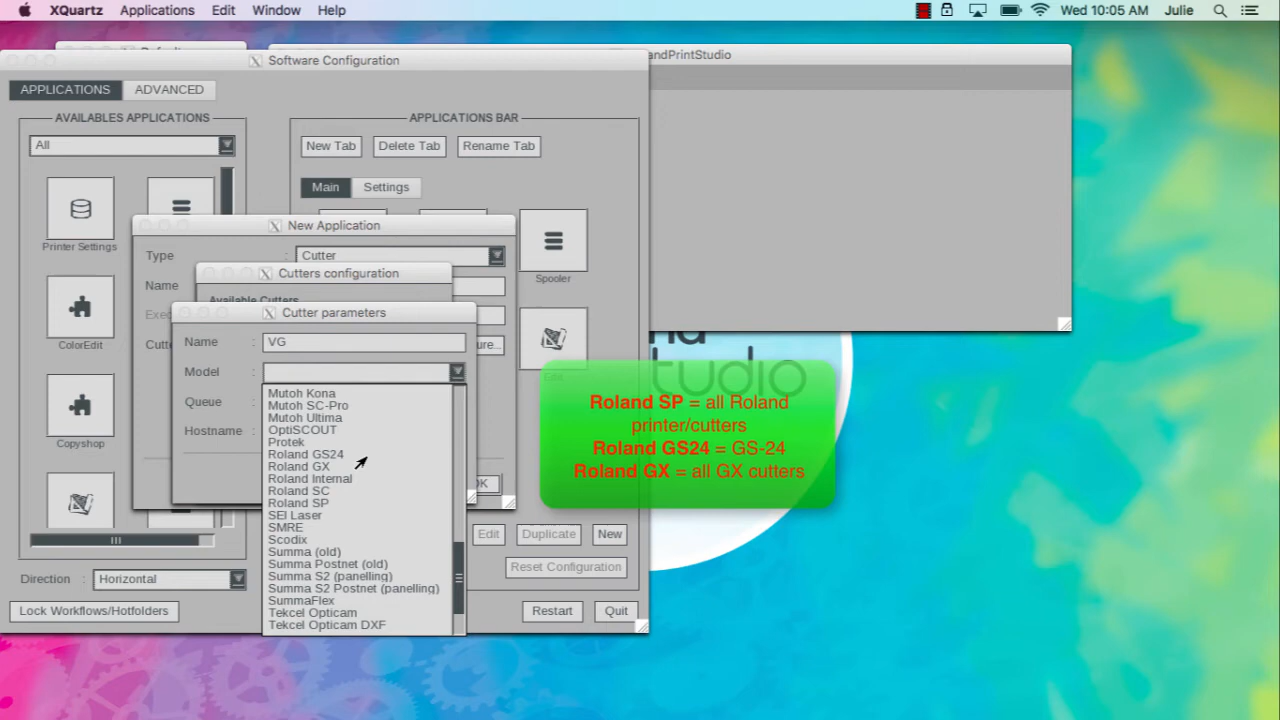 XQuartz Applications Edit Window Help
Wed 10:05 AM Julie
Software Configuration
APPLICATIONS ADVANCED
AVAILABLES APPLICATIONS
All
Printer Settings
ColorEdit
Copyshop
Direction : Horizontal
Lock Workflows/Hotfolders
APPLICATIONS BAR
New Tab Delete Tab Rename Tab
Main Settings
Spooler
Edit Duplicate New
Reset Configuration
Restart Quit
New Application
Type : Cutter
Name
Cutters configuration
Available Cutters
Cutter parameters
Name : VG
Model :
Queue :
Hostname :
OK
Mutoh Kona
Mutoh SC-Pro
Mutoh Ultima
OptiSCOUT
Protek
Roland GS24
Roland GX
Roland Internal
Roland SC
Roland SP
SEI Laser
SMRE
Scodix
Summa (old)
Summa Postnet (old)
Summa S2 (panelling)
Summa S2 Postnet (panelling)
SummaFlex
Tekcel Opticam
Tekcel Opticam DXF
Roland SP = all Roland
printer/cutters
Roland GS24 = GS-24
Roland GX = all GX cutters